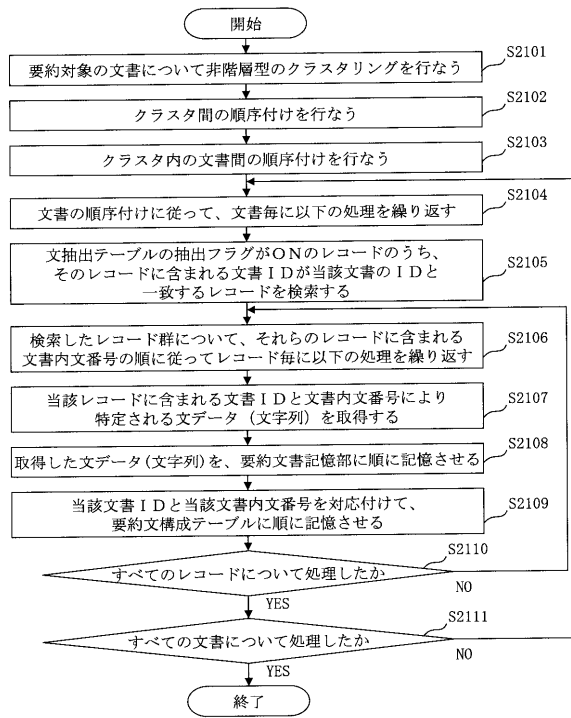 開始
S2101
要約対象の文書について非階層型のクラスタリングを行なう
S2102
クラスタ間の順序付けを行なう
S2103
クラスタ内の文書間の順序付けを行なう
S2104
文書の順序付けに従って、文書毎に以下の処理を繰り返す
文抽出テーブルの抽出フラグがONのレコードのうち、
そのレコードに含まれる文書IDが当該文書のIDと
一致するレコードを検索する
S2105
検索したレコード群について、それらのレコードに含まれる
文書内文番号の順に従ってレコード毎に以下の処理を繰り返す
S2106
当該レコードに含まれる文書IDと文書内文番号により
特定される文データ(文字列)を取得する
S2107
S2108
取得した文データ(文字列)を、要約文書記憶部に順に記憶させる
当該文書IDと当該文書内文番号を対応付けて、
要約文構成テーブルに順に記憶させる
S2109
S2110
すべてのレコードについて処理したか
NO
YES
S2111
すべての文書について処理したか
NO
YES
終了